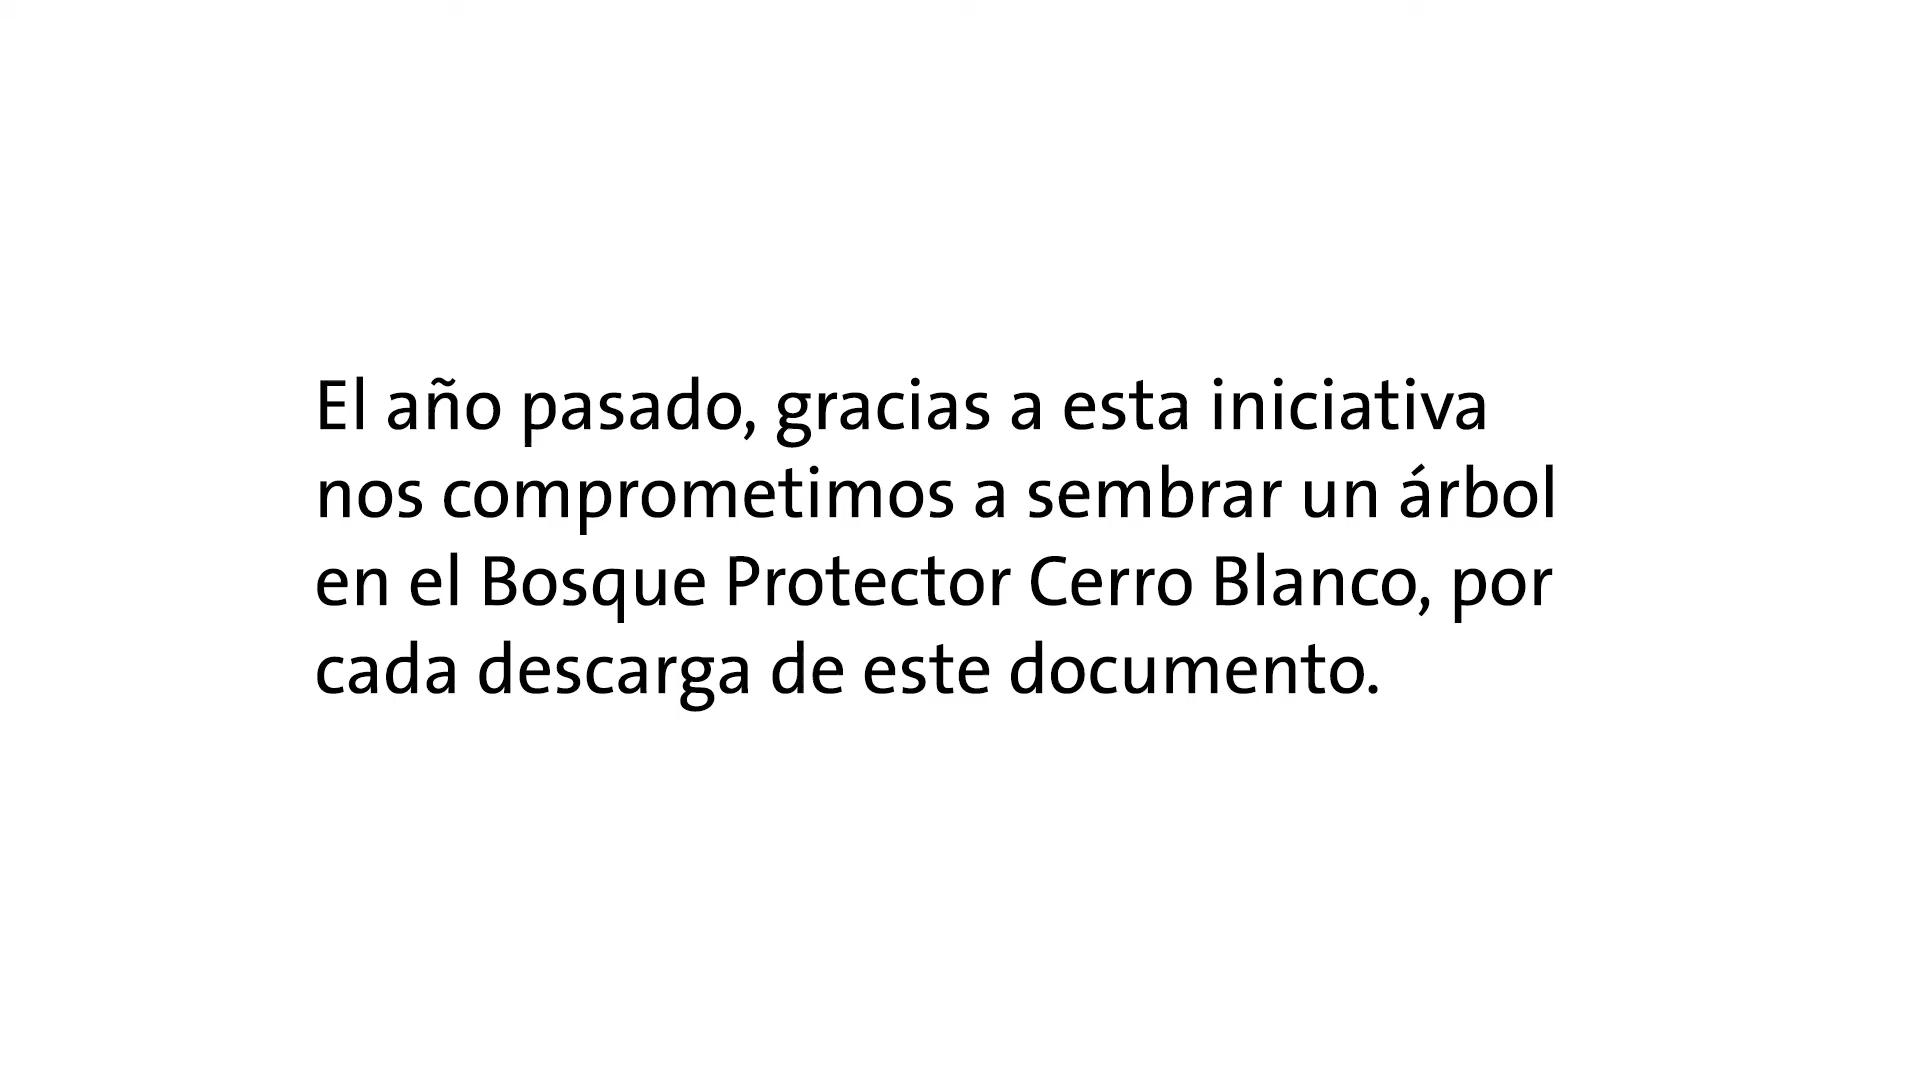 El año pasado, gracias a esta iniciativa
nos comprometimos a sembrar un árbol
en el Bosque Protector Cerro Blanco, por
cada descarga de este documento.